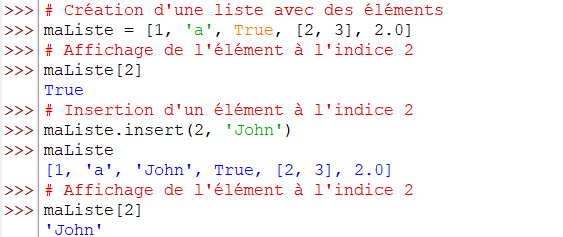 >>> # Création d'une liste avec des éléments
>>> maListe = [1, 'a', True, [2, 3], 2.0]
>>> # Affichage de l'élément à l'indice 2
>>> maListe[2]
True
>>> # Insertion d'un élément à l'indice 2
>>> maListe.insert(2, 'John')
>>> maListe
[1, 'a', 'John', True, [2, 3], 2.0]
>>> # Affichage de l'élément à l'indice 2
>>> maListe[2]
'John'